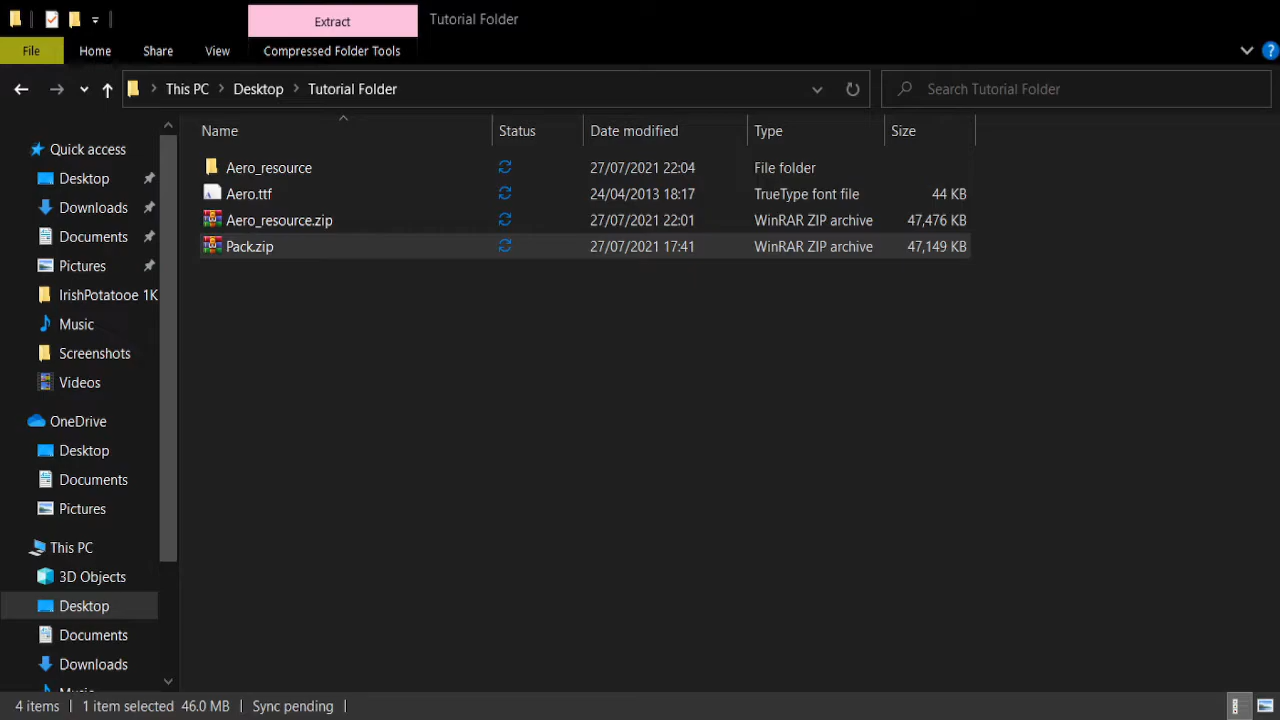 Extract
Tutorial Folder
File
Home
Share
View
Compressed Folder Tools
This PC
Desktop
Tutorial Folder
Search Tutorial Folder
Name
Status
Date modified
Type
Size
Aero_resource
27/07/2021 22:04
File folder
Aero.ttf
24/04/2013 18:17
TrueType font file
44 KB
Aero_resource.zip
27/07/2021 22:01
WinRAR ZIP archive
47,476 KB
Pack.zip
27/07/2021 17:41
WinRAR ZIP archive
47,149 KB
Quick access
Desktop
Downloads
Documents
Pictures
IrishPotatooe 1K
Music
Screenshots
Videos
OneDrive
Desktop
Documents
Pictures
This PC
3D Objects
Desktop
Documents
Downloads
Music
4 items
1 item selected 46.0 MB
Sync pending